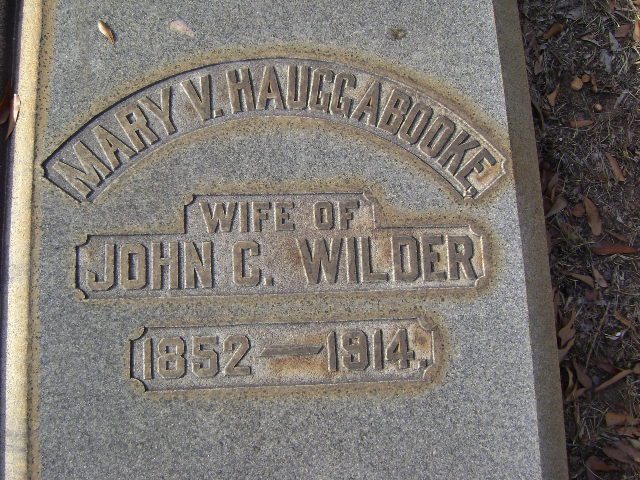 MARY V. HAUGGABOOKE,
WIFE OF
JOHN C. WILDER
1852—1914.